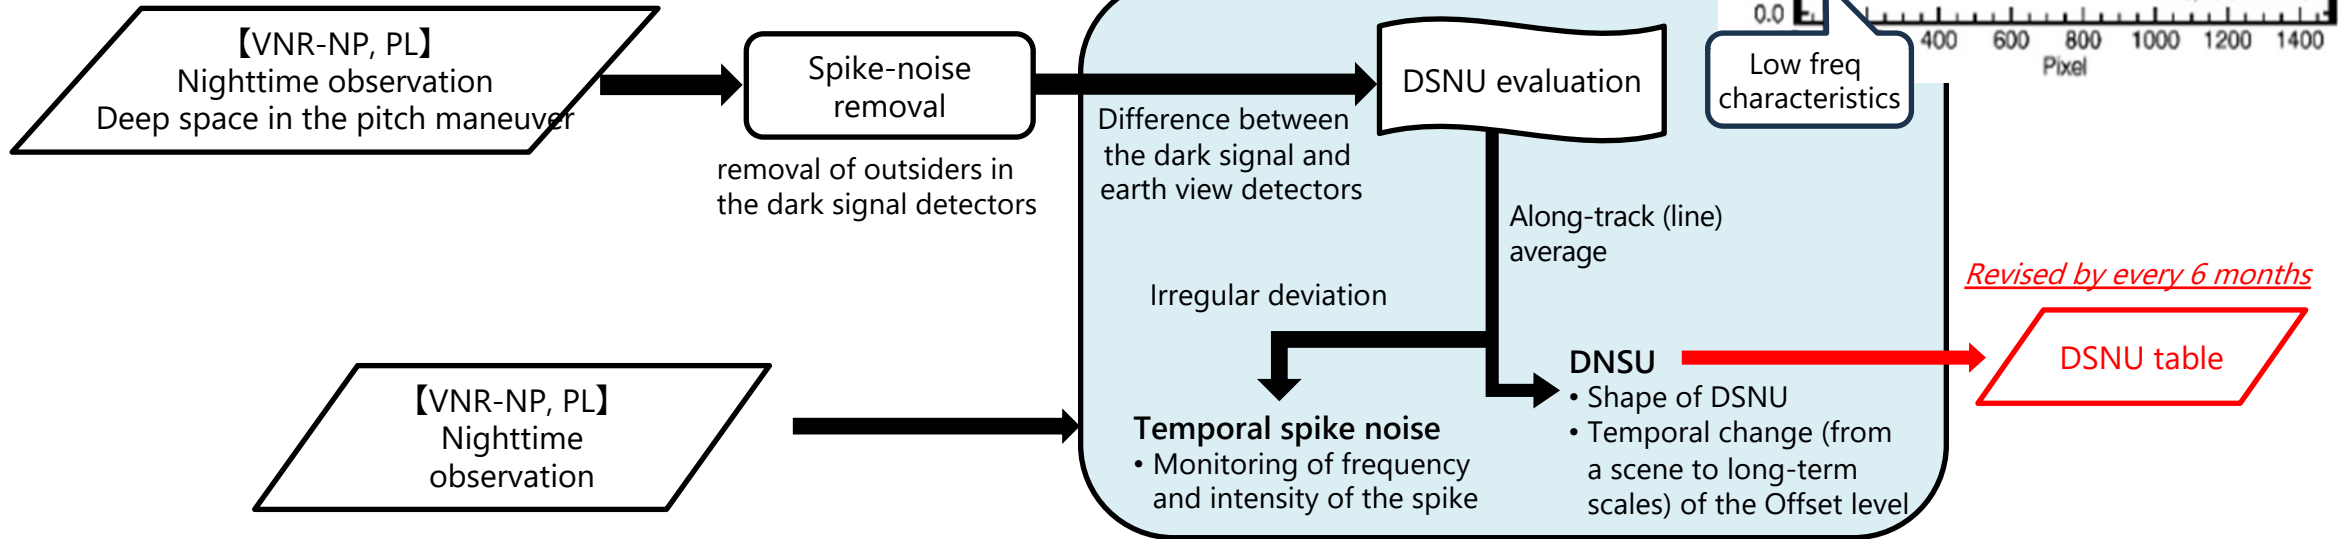 【VNR-NP, PL】
Nighttime observation
Deep space in the pitch maneuver
Spike-noise
removal
removal of outsiders in
the dark signal detectors
Difference between
the dark signal and
earth view detectors
DSNU evaluation
0.0
400 600 800 1000 1200 1400
Pixel
Low freq
characteristics
Along-track (line)
average
Irregular deviation
Revised by every 6 months
DSNU table
【VNR-NP, PL】
Nighttime
observation
Temporal spike noise
• Monitoring of frequency
and intensity of the spike
DNSU
• Shape of DSNU
• Temporal change (from
a scene to long-term
scales) of the Offset level